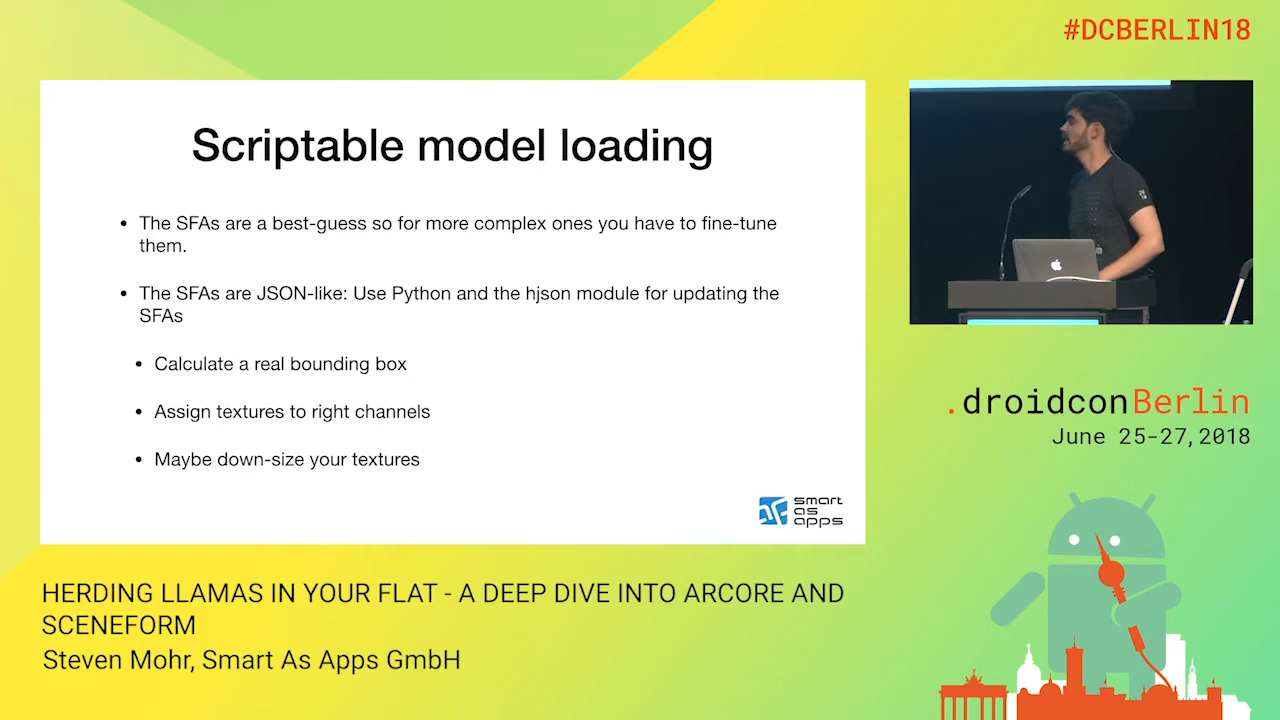 #DCBERLIN18
Scriptable model loading
• The SFAs are a best-guess so for more complex ones you have to fine-tune
them.
• The SFAs are JSON-like: Use Python and the hjson module for updating the
SFAs
• Calculate a real bounding box
• Assign textures to right channels
• Maybe down-size your textures
smart
as
apps
.droidconBerlin
June 25-27,2018
HERDING LLAMAS IN YOUR FLAT - A DEEP DIVE INTO ARCORE AND
SCENEFORM
Steven Mohr, Smart As Apps GmbH